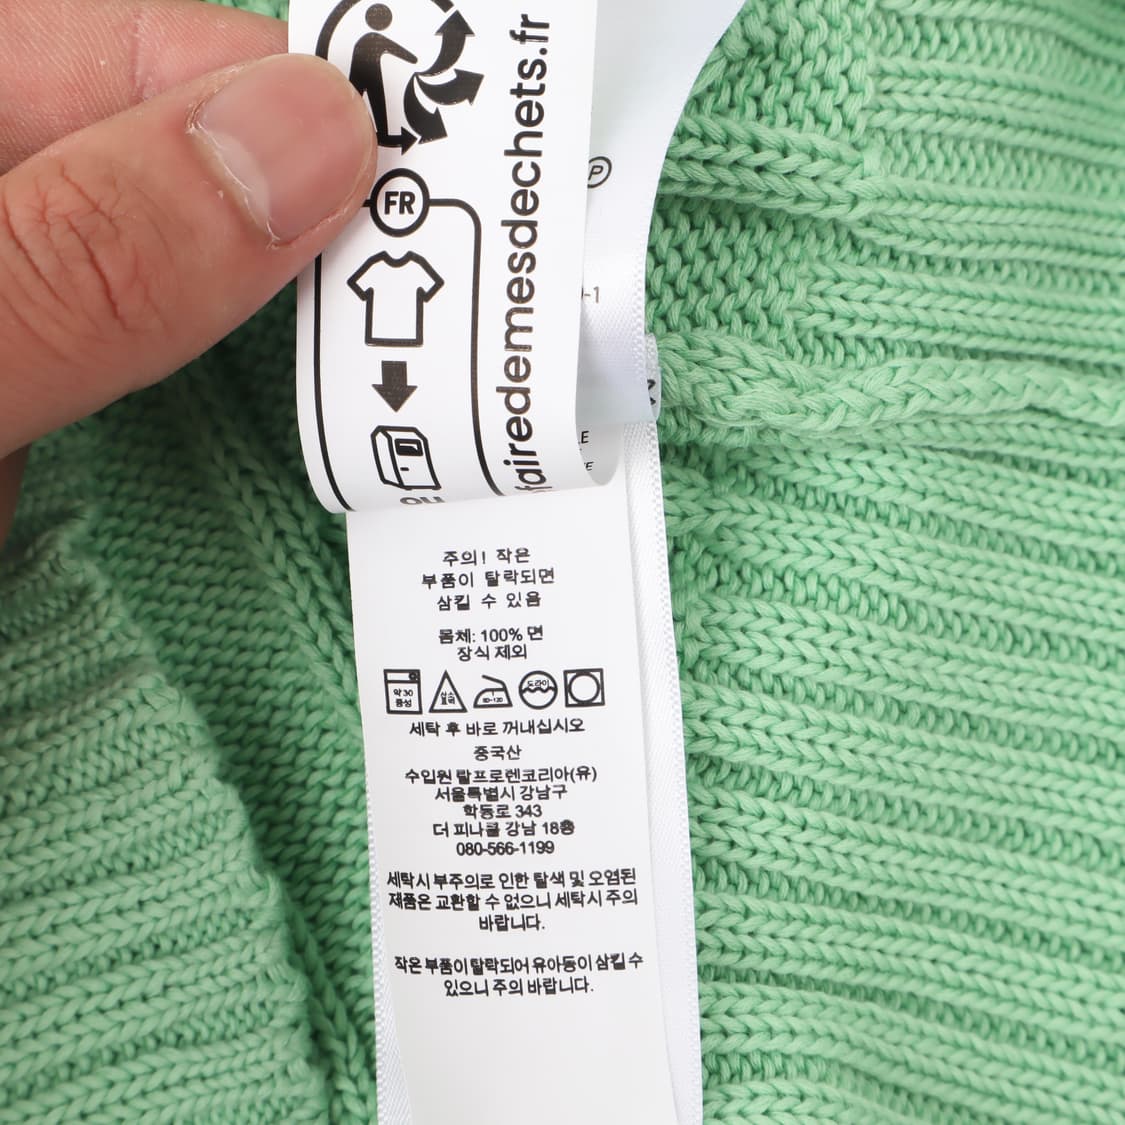 fairedemesdechets.fr
FR
OU
P
-1
LE
E
주의! 작은
부품이 탈락되면
삼킬 수 있음
몸체: 100% 면
장식 제외
약 30
중성
산소
표백
80~120
드라이
세탁 후 바로 꺼내십시오
중국산
수입원 랄프로렌코리아(유)
서울특별시 강남구
학동로 343
더 피나클 강남 18층
080-566-1199
세탁시 부주의로 인한 탈색 및 오염된
제품은 교환할 수 없으니 세탁시 주의
바랍니다.
작은 부품이 탈락되어 유아동이 삼킬 수
있으니 주의 바랍니다.